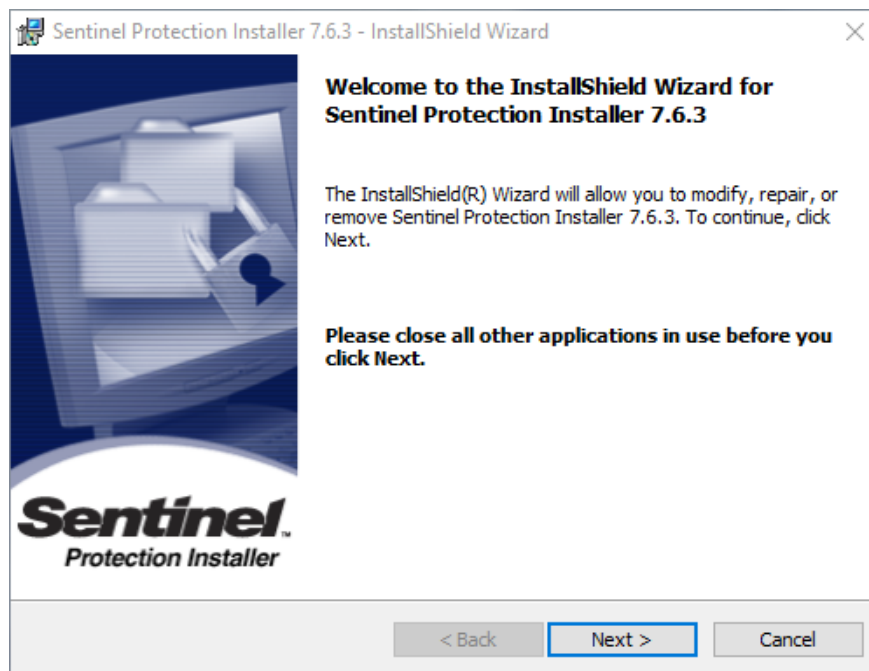 Sentinel Protection Installer 7.6.3 - InstallShield Wizard
Welcome to the InstallShield Wizard for
Sentinel Protection Installer 7.6.3
The InstallShield(R) Wizard will allow you to modify, repair, or
remove Sentinel Protection Installer 7.6.3. To continue, click
Next.
Please close all other applications in use before you
click Next.
Sentinel™
Protection Installer
< Back
Next >
Cancel